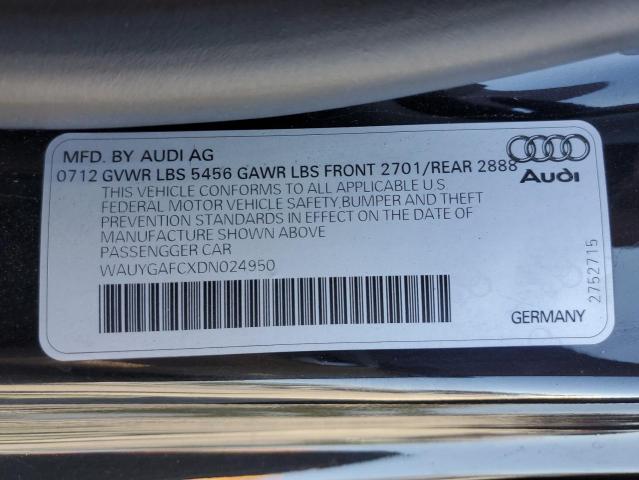 MFD. BY AUDI AG
0712 GVWR LBS 5456 GAWR LBS FRONT 2701/REAR 2888
THIS VEHICLE CONFORMS TO ALL APPLICABLE U.S
FEDERAL MOTOR VEHICLE SAFETY,BUMPER AND THEFT
PREVENTION STANDARDS IN EFFECT ON THE DATE OF
MANUFACTURE SHOWN ABOVE
PASSENGGER CAR
WAUYGAFCXDN024950
Audi
2752715
GERMANY